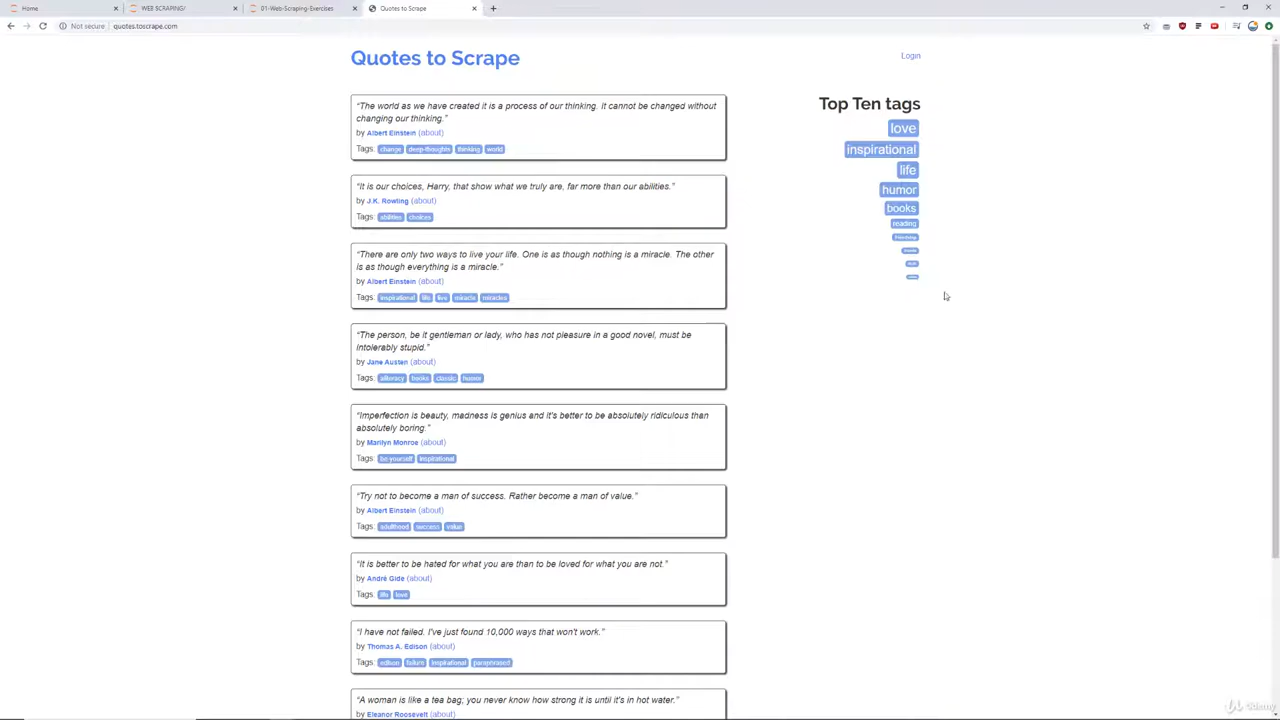 Home
WEB SCRAPING/
01-Web-Scraping-Exercises
Quotes to Scrape
Not secure
quotes.toscrape.com
Quotes to Scrape
Login
“The world as we have created it is a process of our thinking. It cannot be changed without
changing our thinking.”
by Albert Einstein (about)
Tags: change deep-thoughts thinking world
“It is our choices, Harry, that show what we truly are, far more than our abilities.”
by J.K. Rowling (about)
Tags: abilities choices
“There are only two ways to live your life. One is as though nothing is a miracle. The other
is as though everything is a miracle.”
by Albert Einstein (about)
Tags: inspirational life live miracle miracles
“The person, be it gentleman or lady, who has not pleasure in a good novel, must be
intolerably stupid.”
by Jane Austen (about)
Tags: aliteracy books classic humor
“Imperfection is beauty, madness is genius and it's better to be absolutely ridiculous than
absolutely boring.”
by Marilyn Monroe (about)
Tags: be-yourself inspirational
“Try not to become a man of success. Rather become a man of value.”
by Albert Einstein (about)
Tags: adulthood success value
“It is better to be hated for what you are than to be loved for what you are not.”
by André Gide (about)
Tags: life love
“I have not failed. I've just found 10,000 ways that won't work.”
by Thomas A. Edison (about)
Tags: edison failure inspirational paraphrased
“A woman is like a tea bag; you never know how strong it is until it's in hot water.”
by Eleanor Roosevelt (about)
Top Ten tags
love
inspirational
life
humor
books
reading
friendship
Udemy